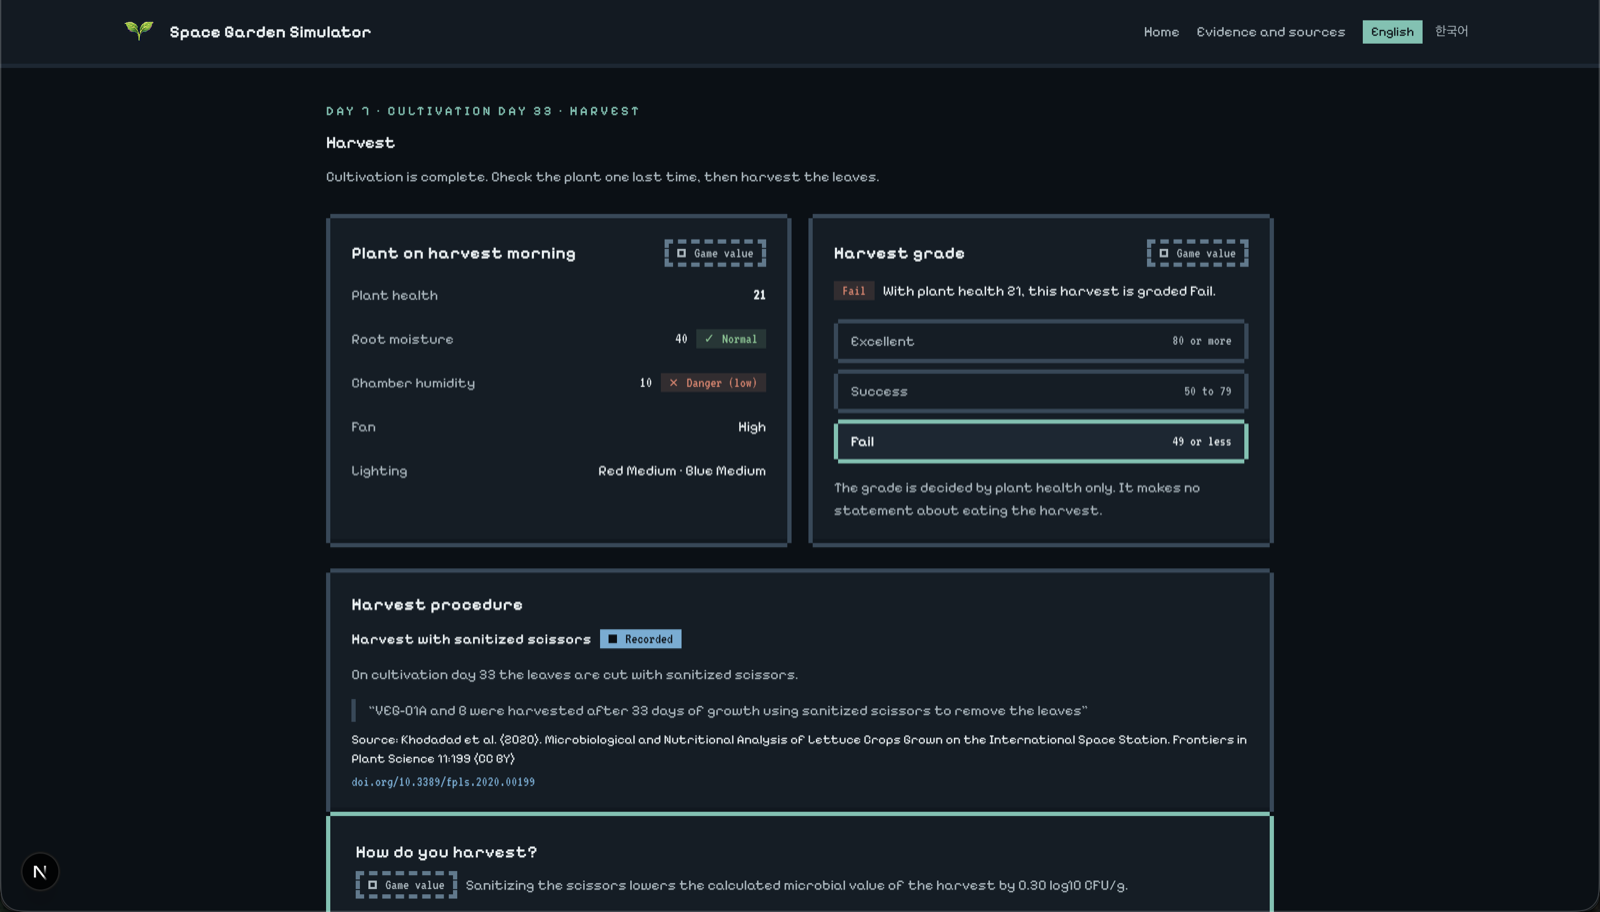 Space Garden Simulator
Home
Evidence and sources
English
한국어
DAY 7 · CULTIVATION DAY 33 · HARVEST
Harvest
Cultivation is complete. Check the plant one last time, then harvest the leaves.
Plant on harvest morning
Game value
Plant health
21
Root moisture
40
✓ Normal
Chamber humidity
10
✕ Danger (low)
Fan
High
Lighting
Red Medium · Blue Medium
Harvest grade
Game value
Fail
With plant health 21, this harvest is graded Fail.
Excellent
80 or more
Success
50 to 79
Fail
49 or less
The grade is decided by plant health only. It makes no
statement about eating the harvest.
Harvest procedure
Harvest with sanitized scissors
Recorded
On cultivation day 33 the leaves are cut with sanitized scissors.
“VEG-01A and B were harvested after 33 days of growth using sanitized scissors to remove the leaves”
Source: Khodadad et al. (2020). Microbiological and Nutritional Analysis of Lettuce Crops Grown on the International Space Station. Frontiers in
Plant Science 11:199 (CC BY)
doi.org/10.3389/fpls.2020.00199
How do you harvest?
Game value
Sanitizing the scissors lowers the calculated microbial value of the harvest by 0.30 log10 CFU/g.
N